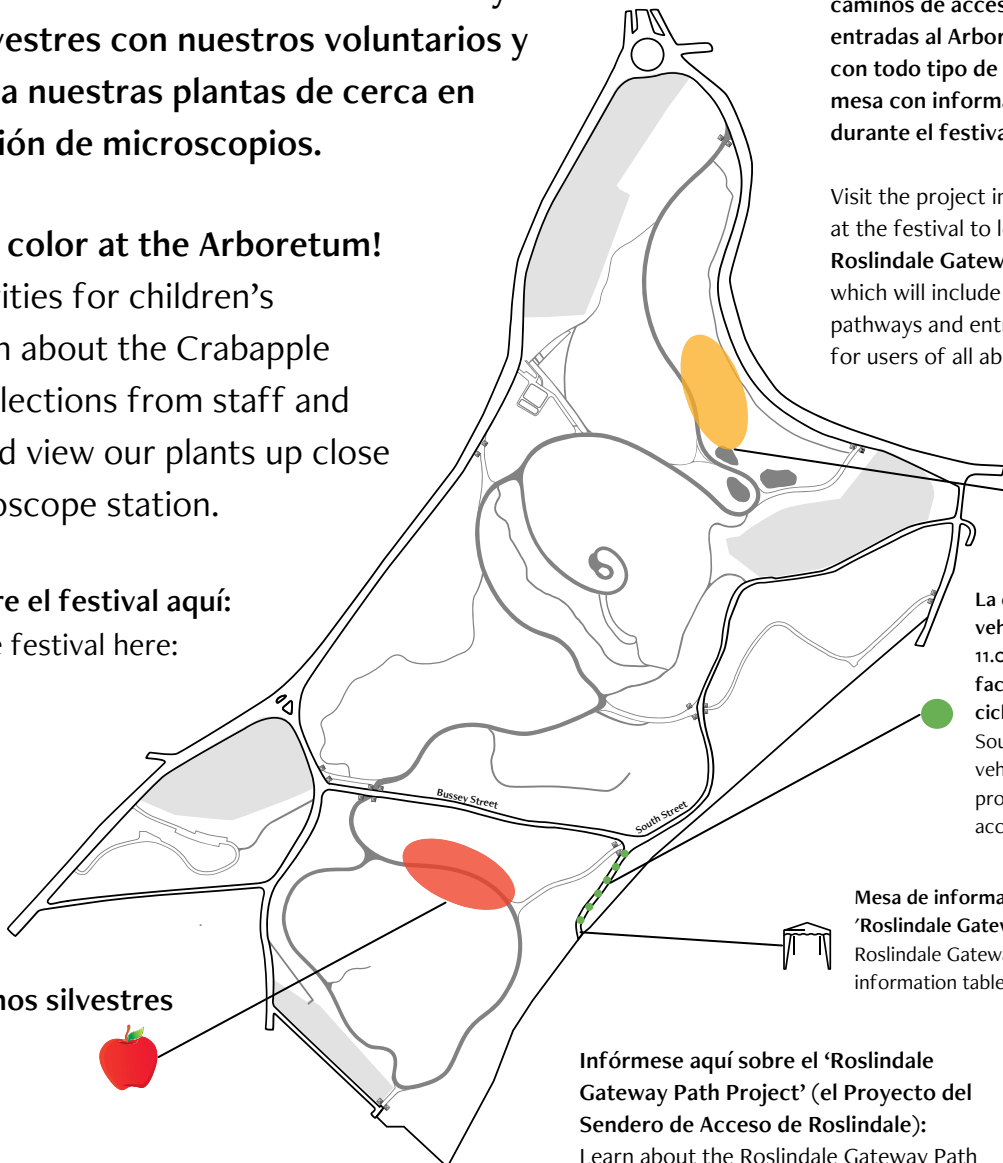 vestres con nuestros voluntarios y
a nuestras plantas de cerca en
ión de microscopios.
color at the Arboretum!
ities for children's
n about the Crabapple
lections from staff and
d view our plants up close
oscope station.
re el festival aquí:
e festival here:
nos silvestres
caminos de acces
entradas al Arbor
con todo tipo de
mesa con informa
durante el festiva
Visit the project in
at the festival to l
Roslindale Gatew
which will include
pathways and entr
for users of all ab
Bussey Street
South Street
La
veh
11.0
fac
cicl
Sou
veh
pro
acc
Mesa de informa
'Roslindale Gatew
Roslindale Gatewa
information table
Infórmese aquí sobre el ‘Roslindale
Gateway Path Project’ (el Proyecto del
Sendero de Acceso de Roslindale):
Learn about the Roslindale Gateway Path